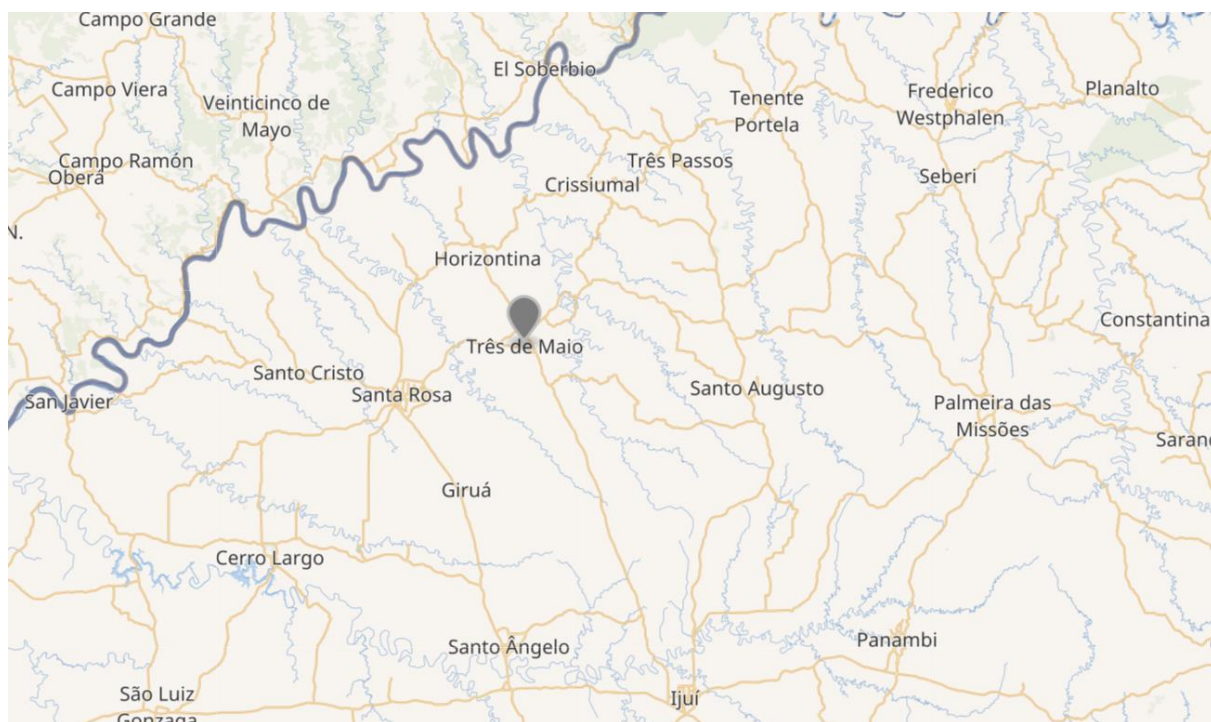 Campo Grande
El Soberbio
Campo Viera
Veinticinco de
Mayo
Tenente
Portela
Frederico
Westphalen
Planalto
Campo Ramón
Oberá
Três Passos
Crissiumal
Seberi
N.
Horizontina
Constantina
Três de Maio
Santo Cristo
Santa Rosa
Santo Augusto
San Javier
Palmeira das
Missões
Sarand
Giruá
Cerro Largo
Santo Ângelo
Panambi
São Luiz
Gonzaga
Ijuí